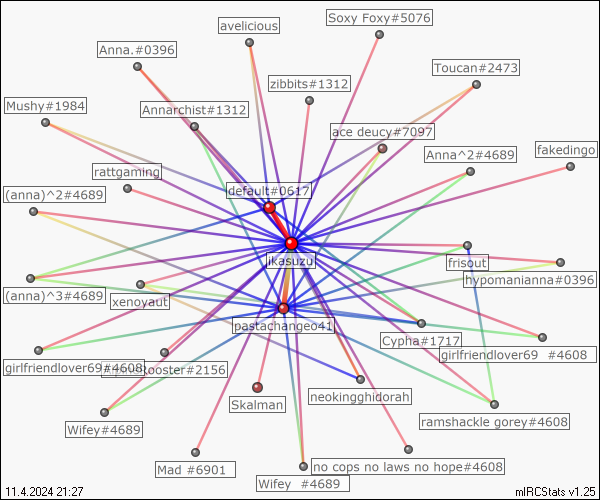 avelicious
Soxy Foxy#5076
Anna.#0396
Toucan#2473
zibbits#1312
Mushy#1984
Annarchist#1312
ace deucy#7097
Anna^2#4689
fakedingo
rattgaming
default#0617
(anna)^2#4689
likasuzu
frisout
hypomanianna#0396
(anna)^3#4689
xenoyaut
pastachangeo41
Cypha#1717
girlfriendlover69 #4608
girlfriendlover69#4608
ooster#2156
neokingghidorah
Skalman
ramshackle gorey#4608
Wifey#4689
Mad #6901
no cops no laws no hope#4608
Wifey #4689
11.4.2024 21:27
mIRCStats v1.25